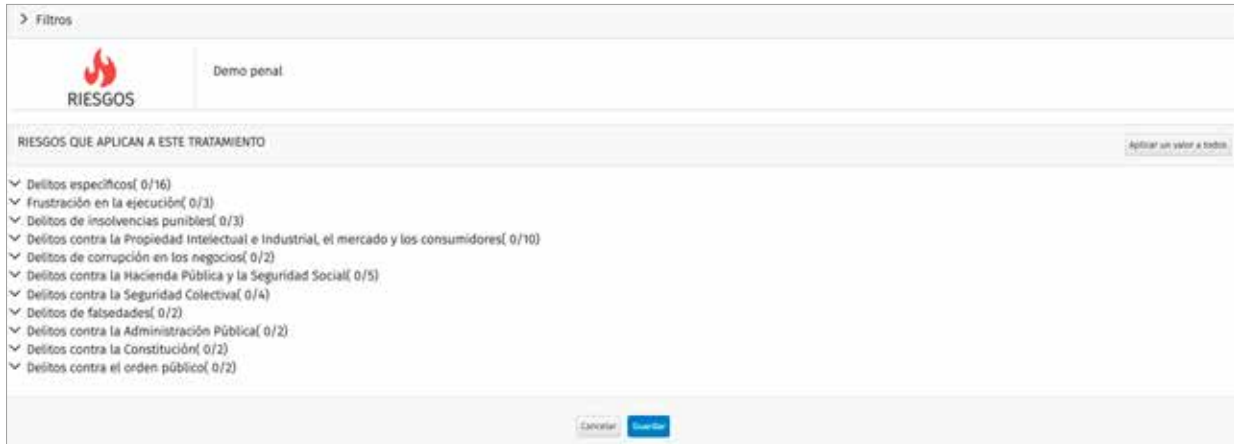 Filtros
Demo penal
RIESGOS
RIESGOS QUE APLICAN A ESTE TRATAMIENTO
Aplicar un valor a todos
Delitos específicos( 0/16)
Frustración en la ejecución( 0/3)
Delitos de insolvencias punibles( 0/3)
Delitos contra la Propiedad Intelectual e Industrial, el mercado y los consumidores( 0/10)
Delitos de corrupción en los negocios( 0/2)
Delitos contra la Hacienda Pública y la Seguridad Social( 0/5)
Delitos contra la Seguridad Colectiva( 0/4)
Delitos de falsedades( 0/2)
Delitos contra la Administración Pública( 0/2)
Delitos contra la Constitución( 0/2)
Delitos contra el orden público( 0/2)
Cancelar Guardar